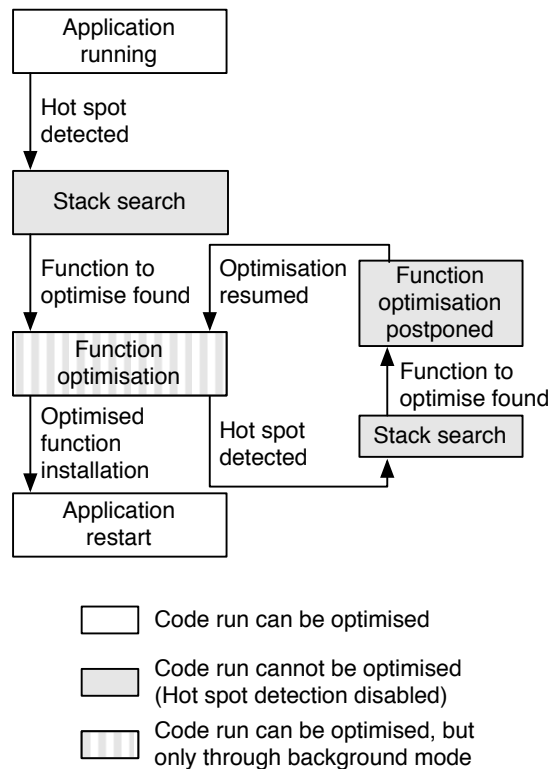 Application
running
Hot spot
detected
Stack search
Function to
optimise found
Function
optimisation
Optimised
function
installation
Application
restart
Hot spot
detected
Stack search
Function to
optimise found
Function
optimisation
postponed
Optimisation
resumed
Code run can be optimised
Code run cannot be optimised
(Hot spot detection disabled)
Code run can be optimised, but
only through background mode